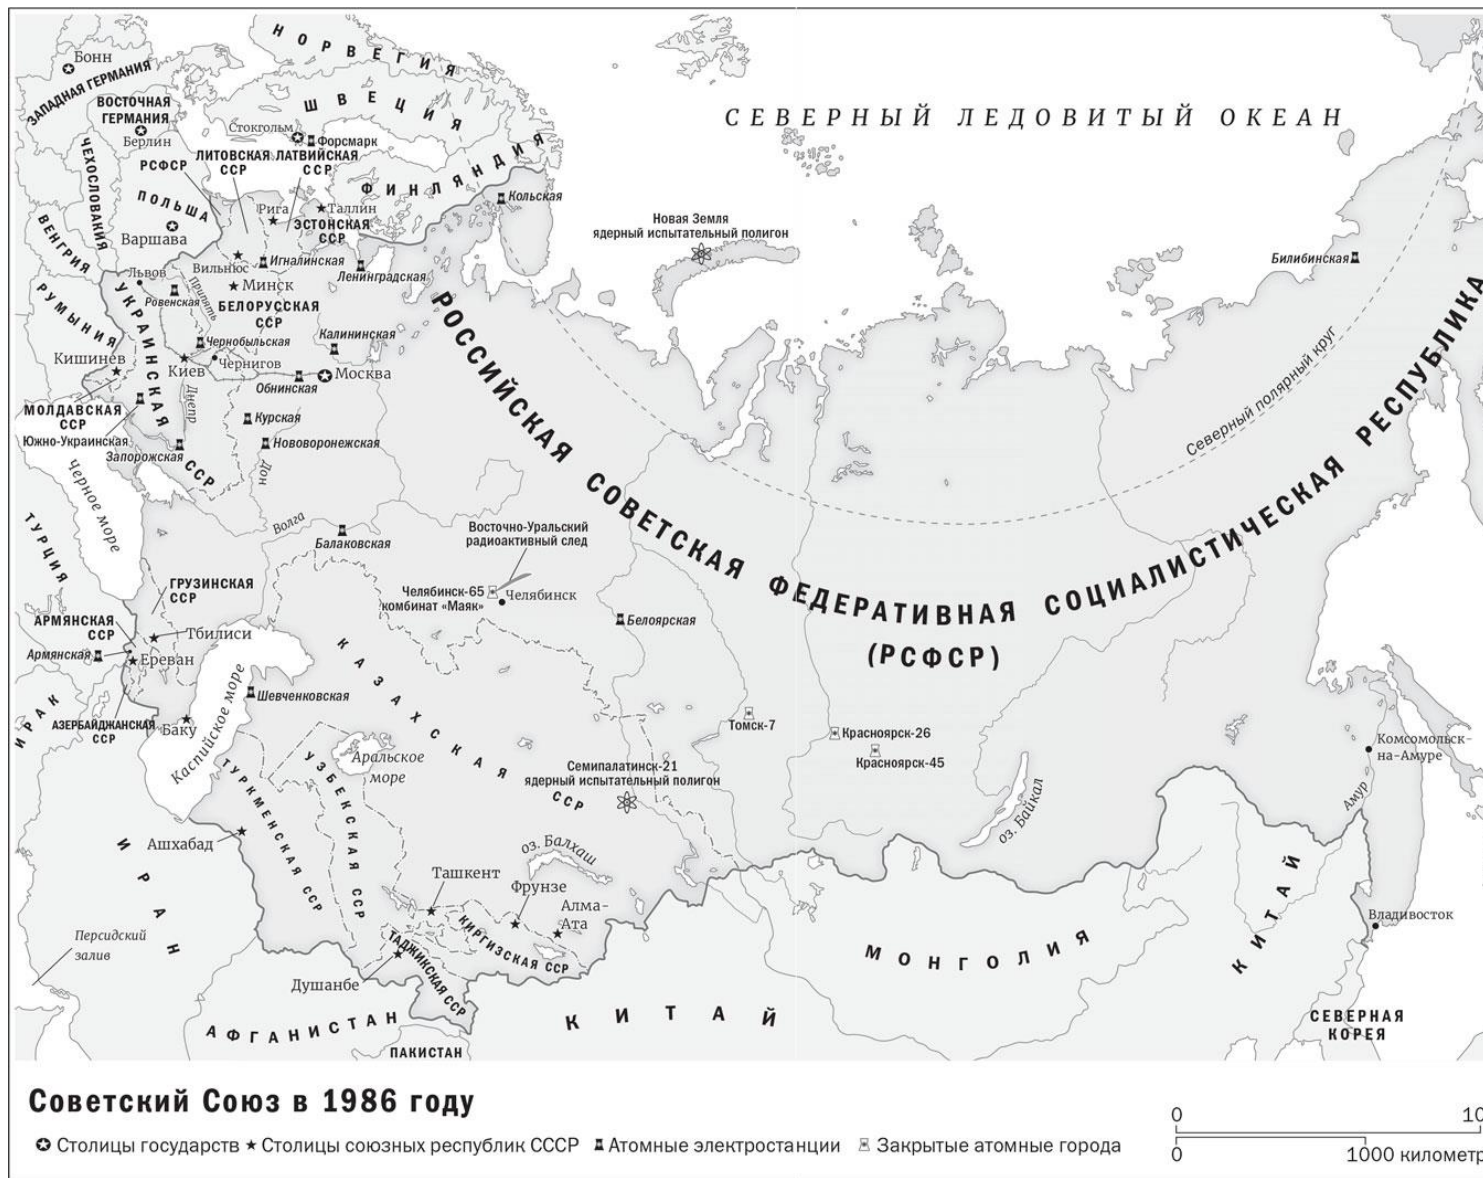 НОРВЕГИЯ
Бонн
ЗАПАДНАЯ ГЕРМАНИЯ
ШВЕЦИЯ
ВОСТОЧНАЯ
ГЕРМАНИЯ
Берлин
Стокгольм
Форсмарк
СЕВЕРНЫЙ ЛЕДОВИТЫЙ ОКЕАН
ЧЕХОСЛОВАКИЯ
РСФСР
ЛИТОВСКАЯ
ССР
ЛАТВИЙСКАЯ
ССР
ФИНЛЯНДИЯ
Кольская
ПОЛЬША
Варшава
Рига
Таллин
ЭСТОНСКАЯ
ССР
Новая Земля
ядерный испытательный полигон
ВЕНГРИЯ
Вильнюс
Игналинская
Ленинградская
Билибинская
Львов
Ровенская
Припять
Минск
БЕЛОРУССКАЯ
ССР
РУМЫНИЯ
УКРАИНСКАЯ
ССР
Чернобыльская
Калининская
Кишинев
Киев
Чернигов
Обнинская
Москва
Днепр
РОССИЙСКАЯ СОВЕТСКАЯ ФЕДЕРАТИВНАЯ СОЦИАЛИСТИЧЕСКАЯ РЕСПУБЛИКА
(РСФСР)
Северный полярный круг
МОЛДАВСКАЯ
ССР
Южно-Украинская
Запорожская
Курская
Нововоронежская
Дон
Черное море
Волга
Балаковская
ТУРЦИЯ
Восточно-Уральский
радиоактивный след
ГРУЗИНСКАЯ
ССР
Челябинск-65
комбинат «Маяк»
Челябинск
Белоярская
АРМЯНСКАЯ
ССР
Тбилиси
Армянская
Ереван
КАЗАХСКАЯ
ССР
ИРАК
АЗЕРБАЙДЖАНСКАЯ
ССР
Баку
Каспийское море
Шевченковская
Томск-7
Красноярск-26
Красноярск-45
Комсомольск-
на-Амуре
Аральское
море
Семипалатинск-21
ядерный испытательный полигон
ТУРКМЕНСКАЯ ССР
УЗБЕКСКАЯ ССР
оз. Байкал
Амур
Ашхабад
ИРАН
оз. Балхаш
Ташкент
Фрунзе
Алма-
Ата
КИРГИЗСКАЯ ССР
ТАДЖИКСКАЯ ССР
Душанбе
Персидский
залив
МОНГОЛИЯ
КИТАЙ
Владивосток
АФГАНИСТАН
ПАКИСТАН
КИТАЙ
СЕВЕРНАЯ
КОРЕЯ
Советский Союз в 1986 году
Столицы государств
Столицы союзных республик СССР
Атомные электростанции
Закрытые атомные города
0 10
0 1000 километр